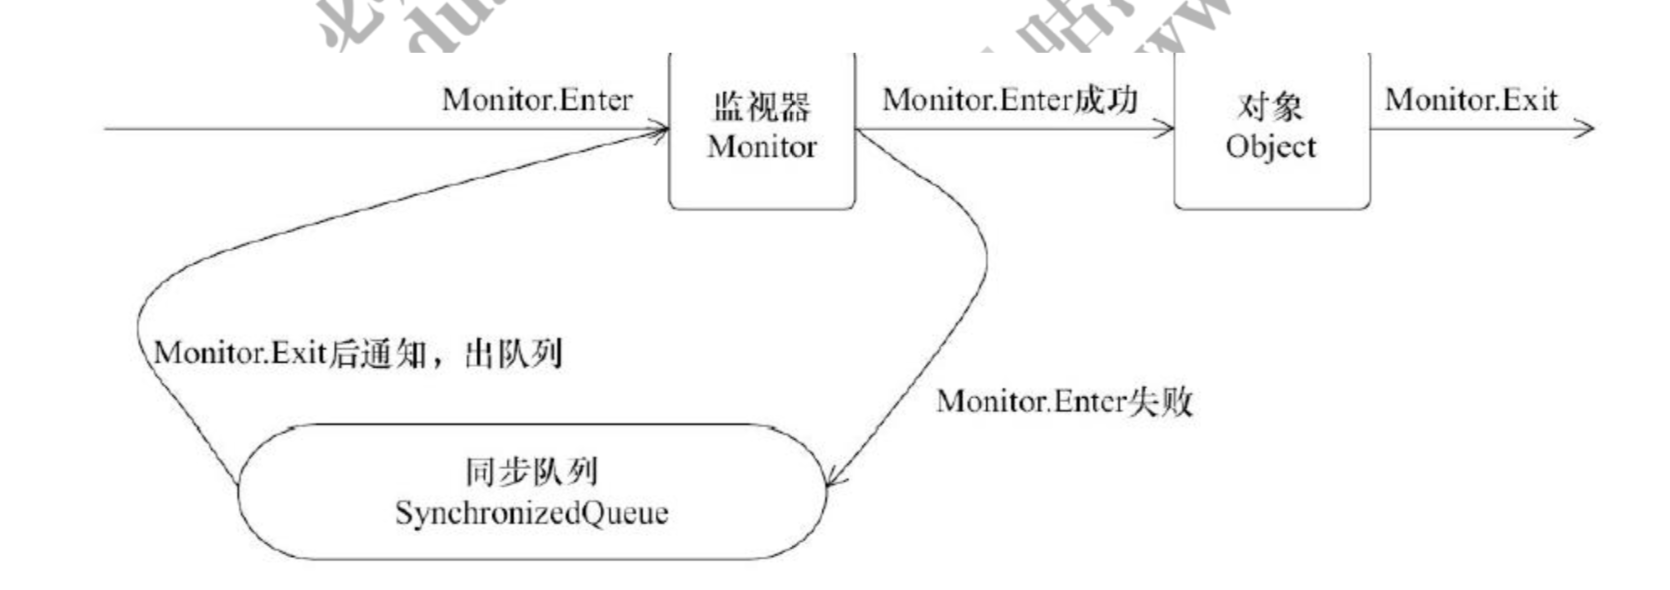 Monitor.Enter
监视器
Monitor
Monitor.Enter成功
对象
Object
Monitor.Exit
Monitor.Exit后通知，出队列
Monitor.Enter失败
同步队列
SynchronizedQueue